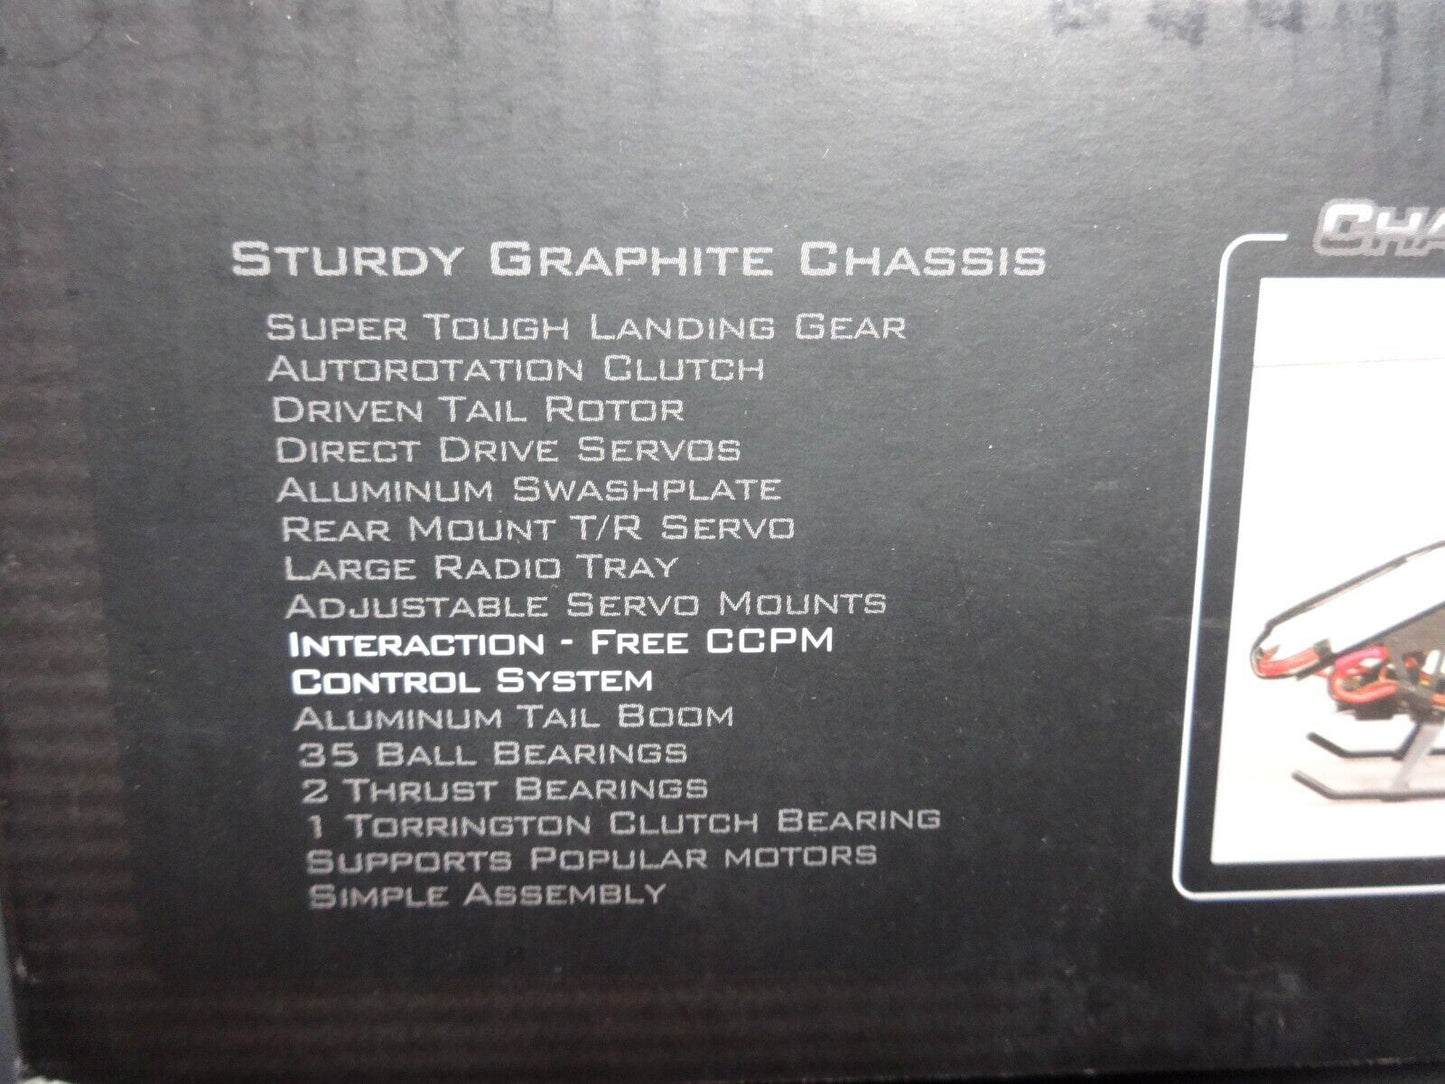 STURDY GRAPHITE CHASSIS
SUPER TOUGH LANDING GEAR
AUTOROTATION CLUTCH
DRIVEN TAIL ROTOR
DIRECT DRIVE SERVOS
ALUMINUM SWASHPLATE
REAR MOUNT T/R SERVO
LARGE RADIO TRAY
ADJUSTABLE SERVO MOUNTS
INTERACTION - FREE CCPM
CONTROL SYSTEM
ALUMINUM TAIL BOOM
35 BALL BEARINGS
2 THRUST BEARINGS
1 TORRINGTON CLUTCH BEARING
SUPPORTS POPULAR MOTORS
SIMPLE ASSEMBLY